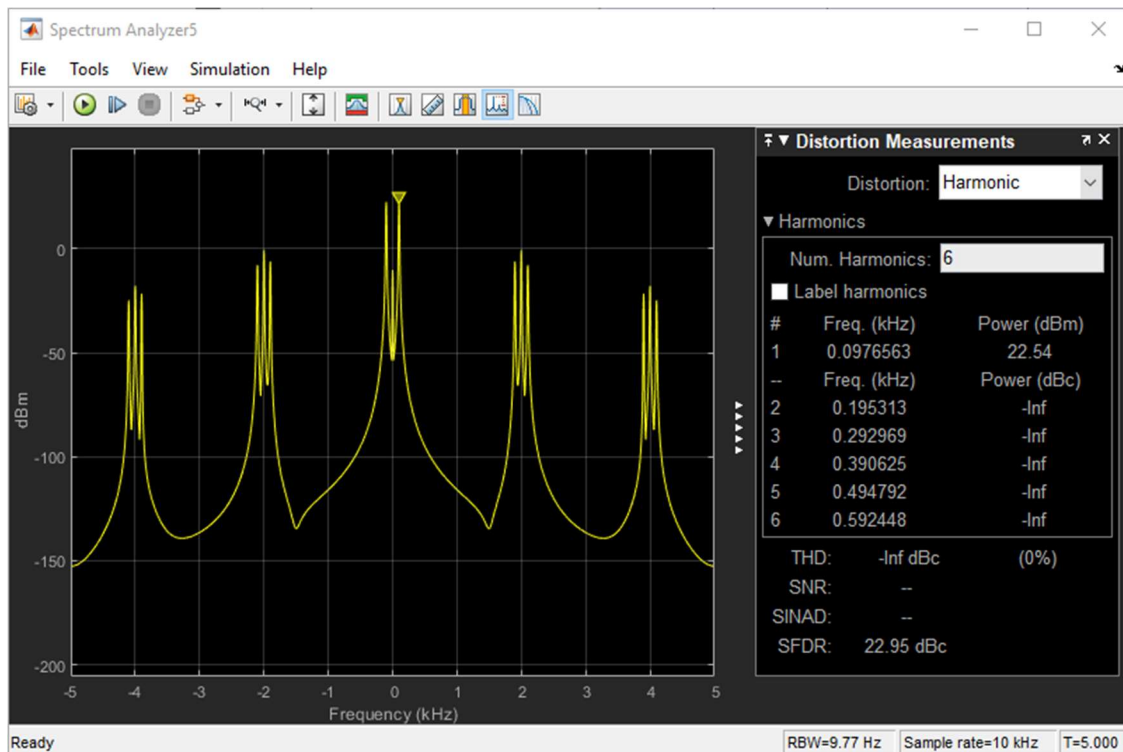 Spectrum Analyzer5
File Tools View Simulation Help
Distortion Measurements
Distortion: Harmonic
Harmonics
Num. Harmonics: 6
Label harmonics
# Freq. (kHz) Power (dBm)
1 0.0976563 22.54
-- Freq. (kHz) Power (dBc)
2 0.195313 -Inf
3 0.292969 -Inf
4 0.390625 -Inf
5 0.494792 -Inf
6 0.592448 -Inf
THD: -Inf dBc (0%)
SNR: --
SINAD: --
SFDR: 22.95 dBc
0
-50
-100
-150
-200
dBm
-5 -4 -3 -2 -1 0 1 2 3 4 5
Frequency (kHz)
Ready RBW=9.77 Hz Sample rate=10 kHz T=5.000